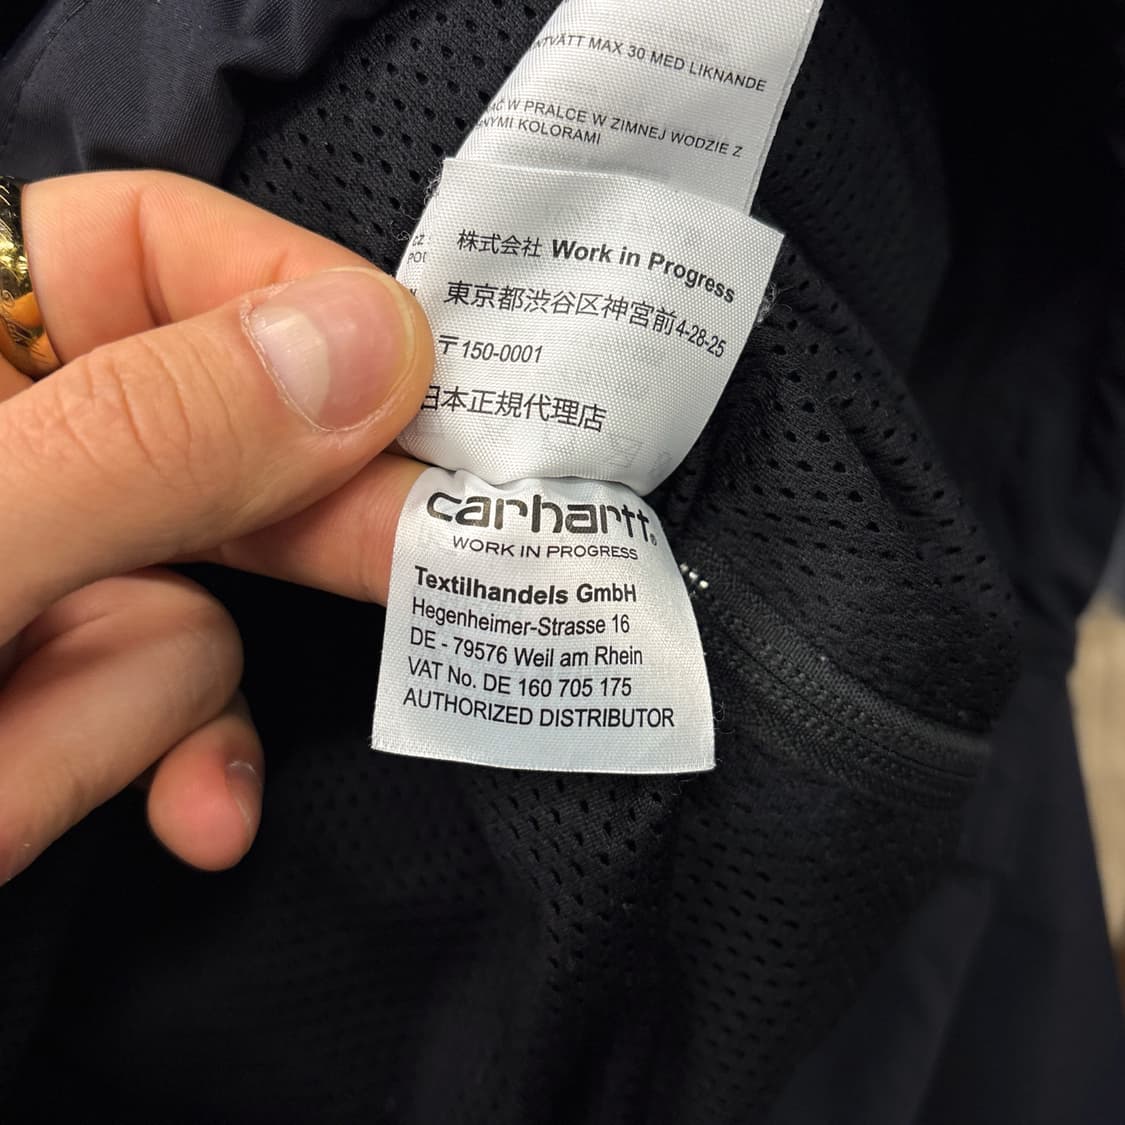 MAX 30 MED LIKNANDE
W PRALCE W ZIMNEJ WODZIE Z
KOLORAMI
CZ
株式会社 Work in Progress
東京都渋谷区神宮前4-28-25
〒150-0001
日本正規代理店
carhartt®
WORK IN PROGRESS
Textilhandels GmbH
Hegenheimer-Strasse 16
DE - 79576 Weil am Rhein
VAT No. DE 160 705 175
AUTHORIZED DISTRIBUTOR